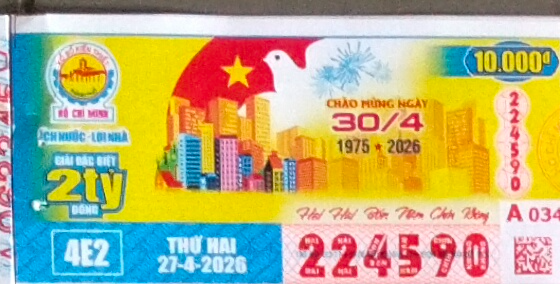 XỔ SỐ KIẾN THIẾT
HỒ CHÍ MINH
ÍCH NƯỚC - LỢI NHÀ
GIẢI ĐẶC BIỆT
2tỷ
ĐỒNG
10.000đ
CHÀO MỪNG NGÀY
30/4
1975 ★ 2026
224590
Hai Hai Bốn Năm Chín Không
A 034
4E2
THỨ HAI
27-4-2026
224590